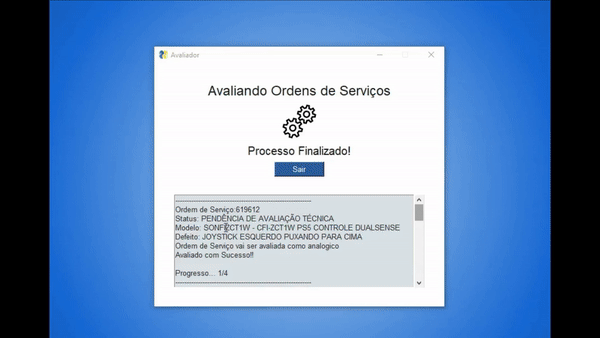 Avaliador
Avaliando Ordens de Serviços
Processo Finalizado!
Sair
------------------------------------------------------------
Ordem de Serviço:619612
Status: PENDÊNCIA DE AVALIAÇÃO TÉCNICA
Modelo: SONFIZCT1W - CFI-ZCT1W PS5 CONTROLE DUALSENSE
Defeito: JOYSTICK ESQUERDO PUXANDO PARA CIMA
Ordem de Serviço vai ser avaliada como analogico
Avaliado com Sucesso!!
Progresso... 1/4
------------------------------------------------------------